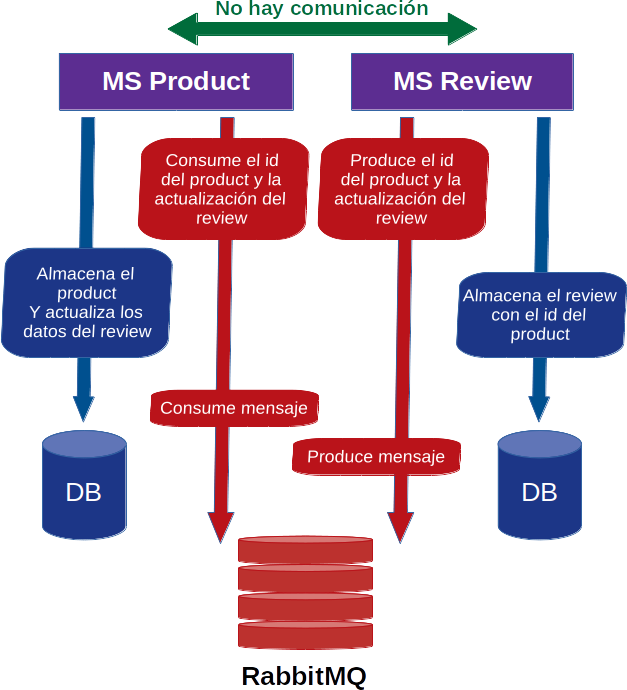 No hay comunicación
MS Product
MS Review
Consume el id
del product y la
actualización del
review
Produce el id
del product y la
actualización del
review
Almacena el
product
Y actualiza los
datos del review
Almacena el review
con el id del
product
Consume mensaje
Produce mensaje
DB
DB
RabbitMQ